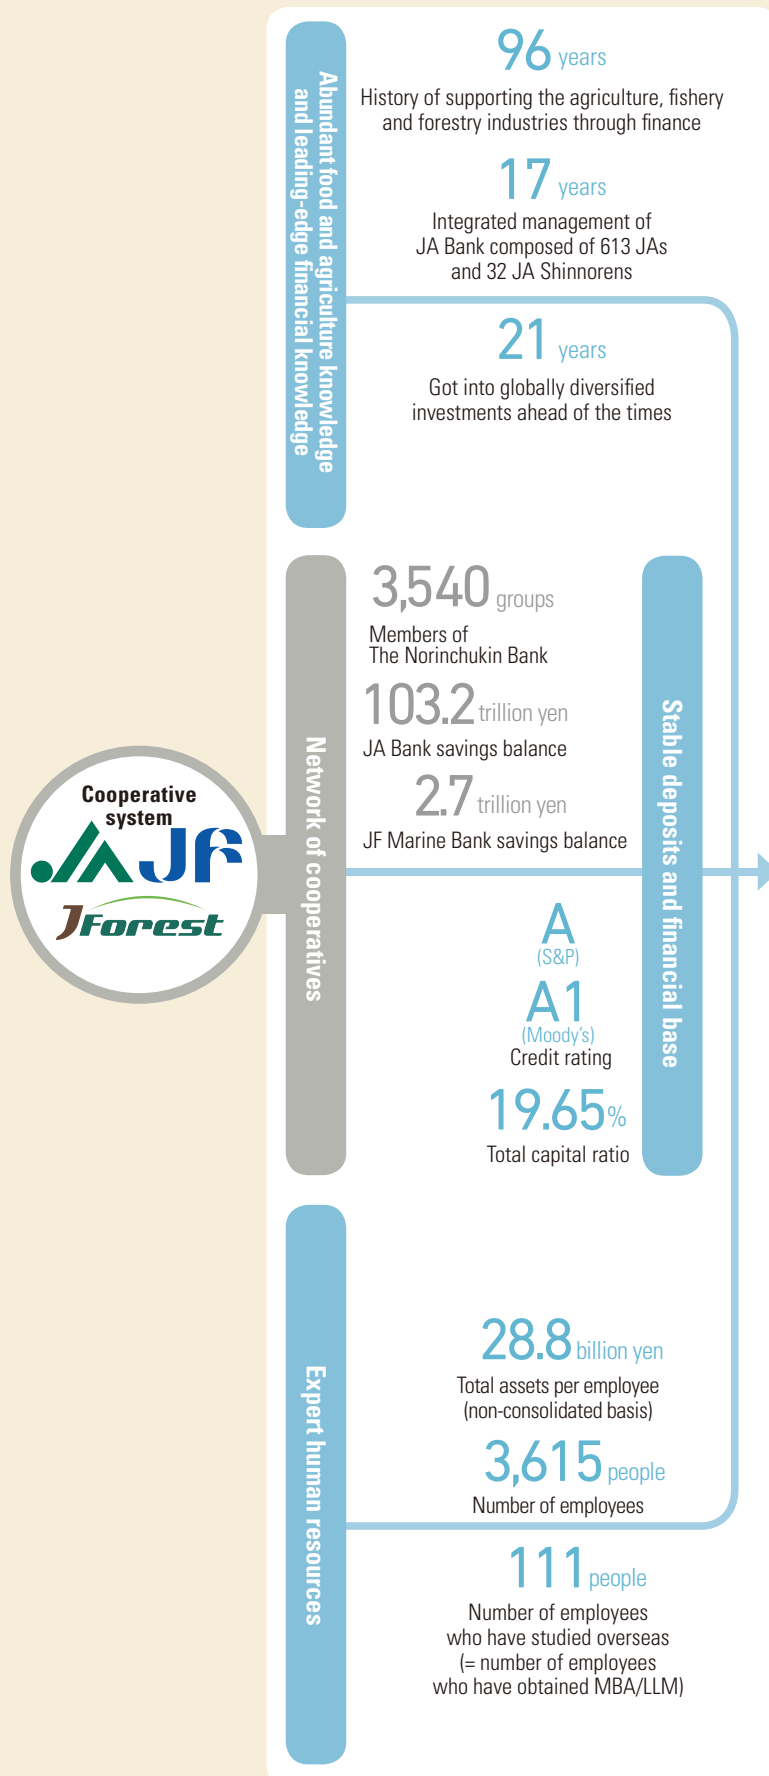 Abundant food and agriculture knowledge
and leading-edge financial knowledge
96 years
History of supporting the agriculture, fishery
and forestry industries through finance
17 years
Integrated management of
JA Bank composed of 613 JAs
and 32 JA Shinnorens
21 years
Got into globally diversified
investments ahead of the times
Cooperative
system
JA JF
JForest
Network of cooperatives
3,540 groups
Members of
The Norinchukin Bank
103.2 trillion yen
JA Bank savings balance
2.7 trillion yen
JF Marine Bank savings balance
Stable deposits and financial base
A
(S&P)
A1
(Moody's)
Credit rating
19.65%
Total capital ratio
Expert human resources
28.8 billion yen
Total assets per employee
(non-consolidated basis)
3,615 people
Number of employees
111 people
Number of employees
who have studied overseas
(= number of employees
who have obtained MBA/LLM)